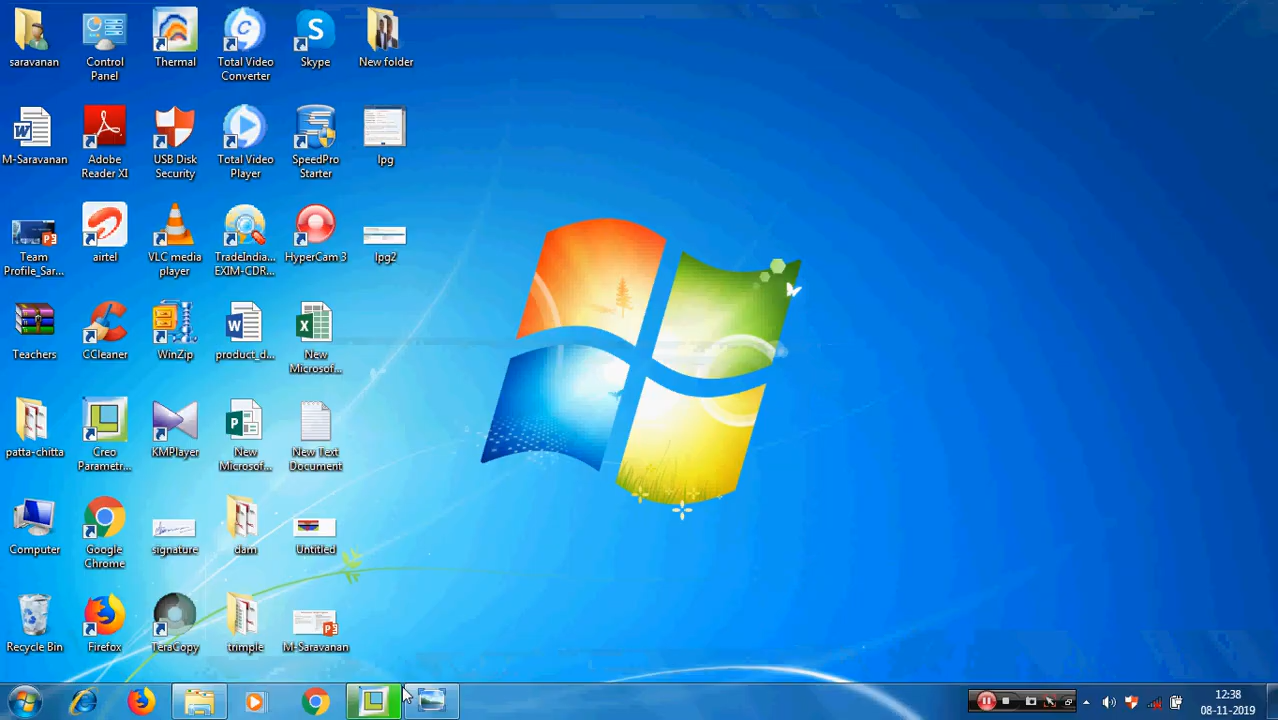 saravanan
Control
Panel
Thermal
Total Video
Converter
Skype
New folder
M-Saravanan
Adobe
Reader XI
USB Disk
Security
Total Video
Player
SpeedPro
Starter
lpg
Team
Profile_Sar...
airtel
VLC media
player
TradeIndia...
EXIM-CDR...
HyperCam 3
lpg2
Teachers
CCleaner
WinZip
product_d...
New
Microsof...
patta-chitta
Creo
Parametr...
KMPlayer
New
Microsof...
New Text
Document
Computer
Google
Chrome
signature
dam
Untitled
Recycle Bin
Firefox
TeraCopy
trimple
M-Saravanan
12:38
08-11-2019